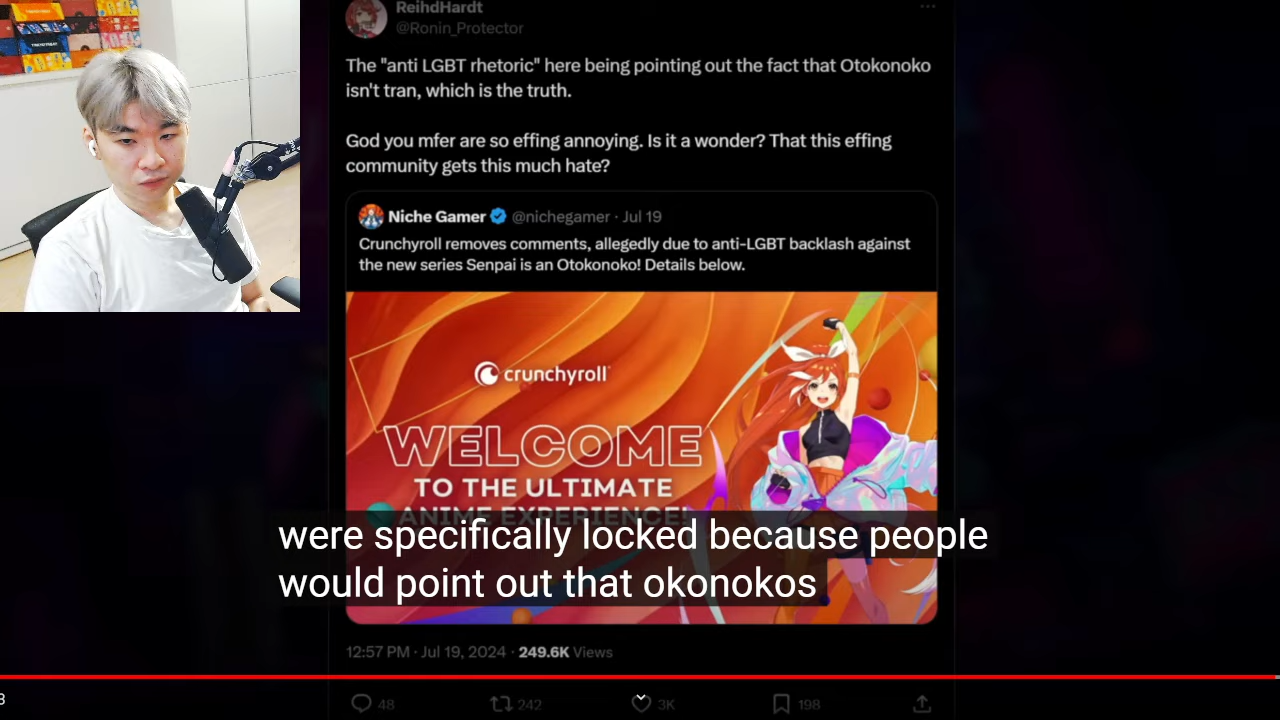 ReihdHardt
@Ronin_Protector
The "anti LGBT rhetoric" here being pointing out the fact that Otokonoko
isn't tran, which is the truth.
God you mfer are so effing annoying. Is it a wonder? That this effing
community gets this much hate?
Niche Gamer @nichegamer · Jul 19
Crunchyroll removes comments, allegedly due to anti-LGBT backlash against
the new series Senpai is an Otokonoko! Details below.
crunchyroll
WELCOME
TO THE ULTIMATE
ANIME EXPERIENCE!
were specifically locked because people
would point out that okonokos
12:57 PM · Jul 19, 2024 · 249.6K Views
48 242 3K 198